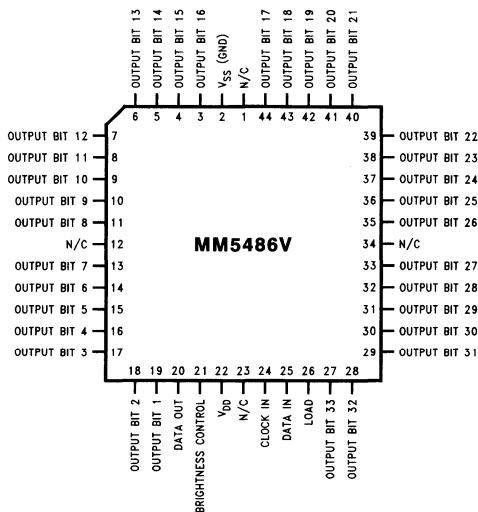 OUTPUT BIT 13
OUTPUT BIT 14
OUTPUT BIT 15
OUTPUT BIT 16
VSS (GND)
N/C
OUTPUT BIT 17
OUTPUT BIT 18
OUTPUT BIT 19
OUTPUT BIT 20
OUTPUT BIT 21
6 5 4 3 2 1 44 43 42 41 40
OUTPUT BIT 12 7
OUTPUT BIT 11 8
OUTPUT BIT 10 9
OUTPUT BIT 9 10
OUTPUT BIT 8 11
N/C 12
OUTPUT BIT 7 13
OUTPUT BIT 6 14
OUTPUT BIT 5 15
OUTPUT BIT 4 16
OUTPUT BIT 3 17
MM5486V
39 OUTPUT BIT 22
38 OUTPUT BIT 23
37 OUTPUT BIT 24
36 OUTPUT BIT 25
35 OUTPUT BIT 26
34 N/C
33 OUTPUT BIT 27
32 OUTPUT BIT 28
31 OUTPUT BIT 29
30 OUTPUT BIT 30
29 OUTPUT BIT 31
18 19 20 21 22 23 24 25 26 27 28
OUTPUT BIT 2
OUTPUT BIT 1
DATA OUT
BRIGHTNESS CONTROL
VDD
N/C
CLOCK IN
DATA IN
LOAD
OUTPUT BIT 33
OUTPUT BIT 32